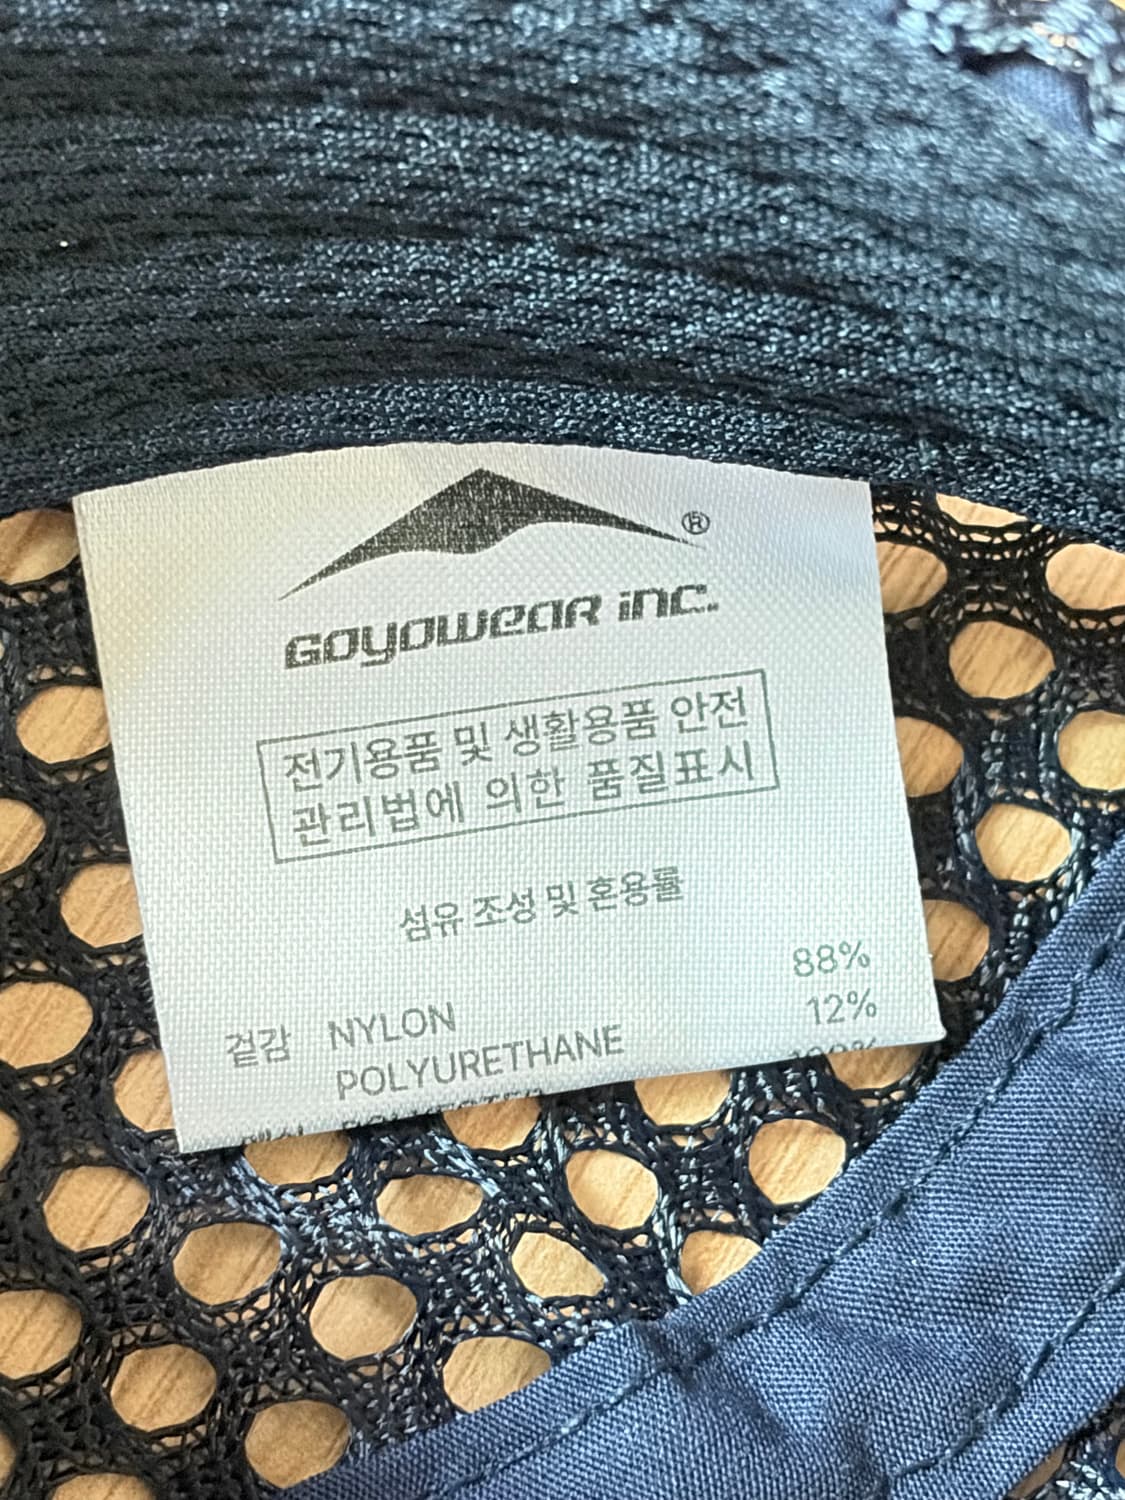 ®
GOYOWEAR INC.
전기용품 및 생활용품 안전
관리법에 의한 품질표시
섬유 조성 및 혼용률
88%
겉감 NYLON
12%
POLYURETHANE